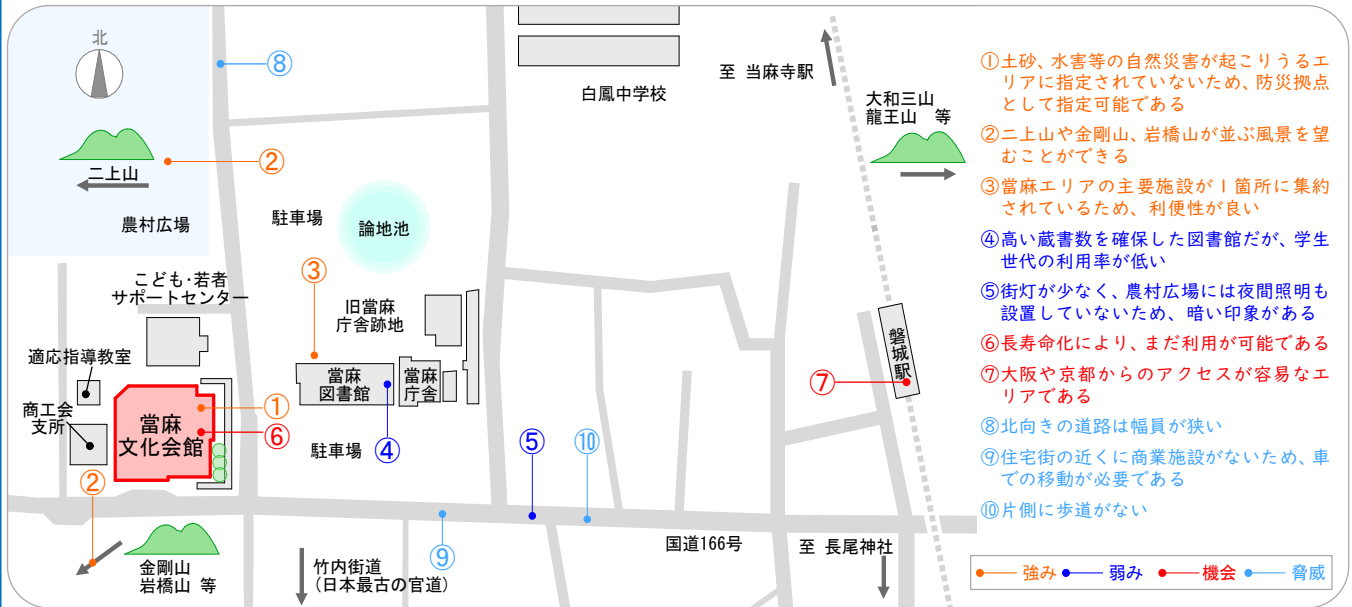 北
⑧
至 当麻寺駅
白鳳中学校
大和三山
龍王山 等
②
二上山
農村広場
駐車場
論地池
こども・若者
サポートセンター
③
旧當麻
庁舎跡地
適応指導教室
商工会
支所
當麻
文化会館
①
⑥
當麻
図書館
當麻
庁舎
駐車場
④
⑤
⑩
磐城駅
⑦
②
金剛山
岩橋山 等
竹内街道
(日本最古の官道)
⑨
国道166号
至 長尾神社
①土砂、水害等の自然災害が起こりうるエ
リアに指定されていないため、防災拠点
として指定可能である
②二上山や金剛山、岩橋山が並ぶ風景を望
むことができる
③當麻エリアの主要施設が1箇所に集約
されているため、利便性が良い
④高い蔵書数を確保した図書館だが、学生
世代の利用率が低い
⑤街灯が少なく、農村広場には夜間照明も
設置していないため、暗い印象がある
⑥長寿命化により、まだ利用が可能である
⑦大阪や京都からのアクセスが容易なエ
リアである
⑧北向きの道路は幅員が狭い
⑨住宅街の近くに商業施設がないため、車
での移動が必要である
⑩片側に歩道がない
強み 弱み 機会 脅威